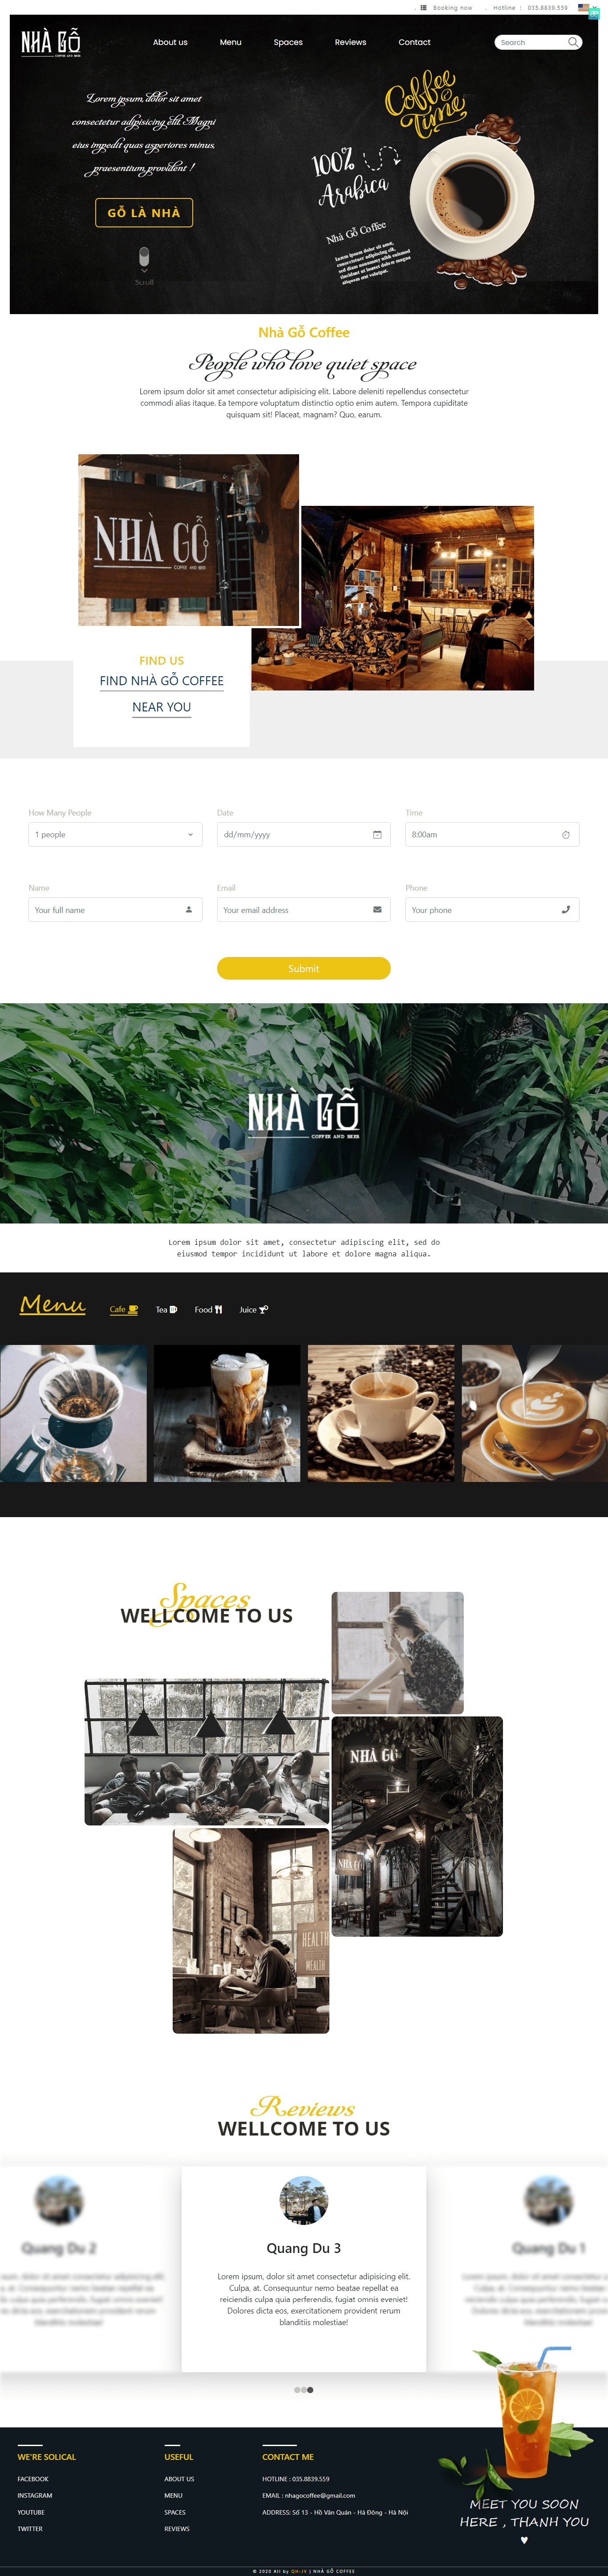 . Booking now . Hotline : 035.8839.559
NHÀ GỖ
COFFEE AND BEER
About us Menu Spaces Reviews Contact
Search
Lorem ipsum, dolor sit amet
consectetur adipisicing elit. Magni
eius impedit quas asperiores minus,
praesentium provident !
GỖ LÀ NHÀ
Scroll
Coffee
Time
100%
Arabica
Nhà Gỗ Coffee
lorem ipsum dolor sit amet,
consectetuer adipiscing elit,
sed diam nonummy nibh euismod
tincidunt ut laoreet dolore magna
aliquam erat volutpat.
Nhà Gỗ Coffee
People who love quiet space
Lorem ipsum dolor sit amet consectetur adipisicing elit. Labore deleniti repellendus consectetur
commodi alias itaque. Ea tempore voluptatum distinctio optio enim autem. Tempora cupiditate
quisquam sit! Placeat, magnam? Quo, earum.
NHÀ GỖ
COFFEE AND BEER
FIND US
FIND NHÀ GỖ COFFEE
NEAR YOU
How Many People Date Time
1 people dd/mm/yyyy 8:00am
Name Email Phone
Your full name Your email address Your phone
Submit
NHÀ GỖ
COFFEE AND BEER
Lorem ipsum dolor sit amet, consectetur adipiscing elit, sed do
eiusmod tempor incididunt ut labore et dolore magna aliqua.
Menu Cafe Tea Food Juice
Spaces
WELLCOME TO US
NHÀ GỖ
NHÀ GỖ
HEALTH
WEALTH
Reviews
WELLCOME TO US
Quang Du 2
Quang Du 3
Quang Du 1
Lorem ipsum, dolor sit amet consectetur adipisicing elit.
Culpa, at. Consequuntur nemo beatae repellat ea
reiciendis culpa quia perferendis, fugiat omnis eveniet!
Dolores dicta eos, exercitationem provident rerum
blanditiis molestiae!
WE'RE SOLICAL USEFUL CONTACT ME
FACEBOOK ABOUT US HOTLINE : 035.8839.559
INSTAGRAM MENU EMAIL : nhagocoffee@gmail.com
YOUTUBE SPACES ADDRESS: Số 13 - Hồ Văn Quán - Hà Đông - Hà Nội
TWITTER REVIEWS
MEET YOU SOON
HERE , THANK YOU
© 2020 All by QH-JY | NHÀ GỖ COFFEE